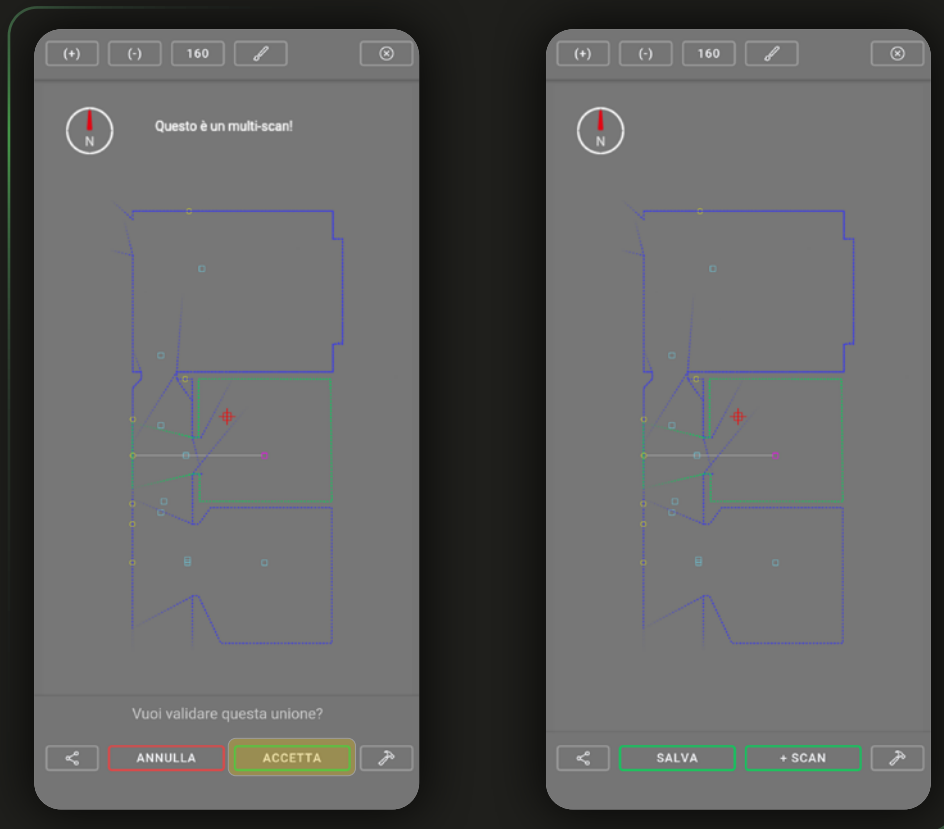 (+) (-) 160
N
Questo è un multi-scan!
Vuoi validare questa unione?
ANNULLA ACCETTA
(+) (-) 160
N
SALVA + SCAN